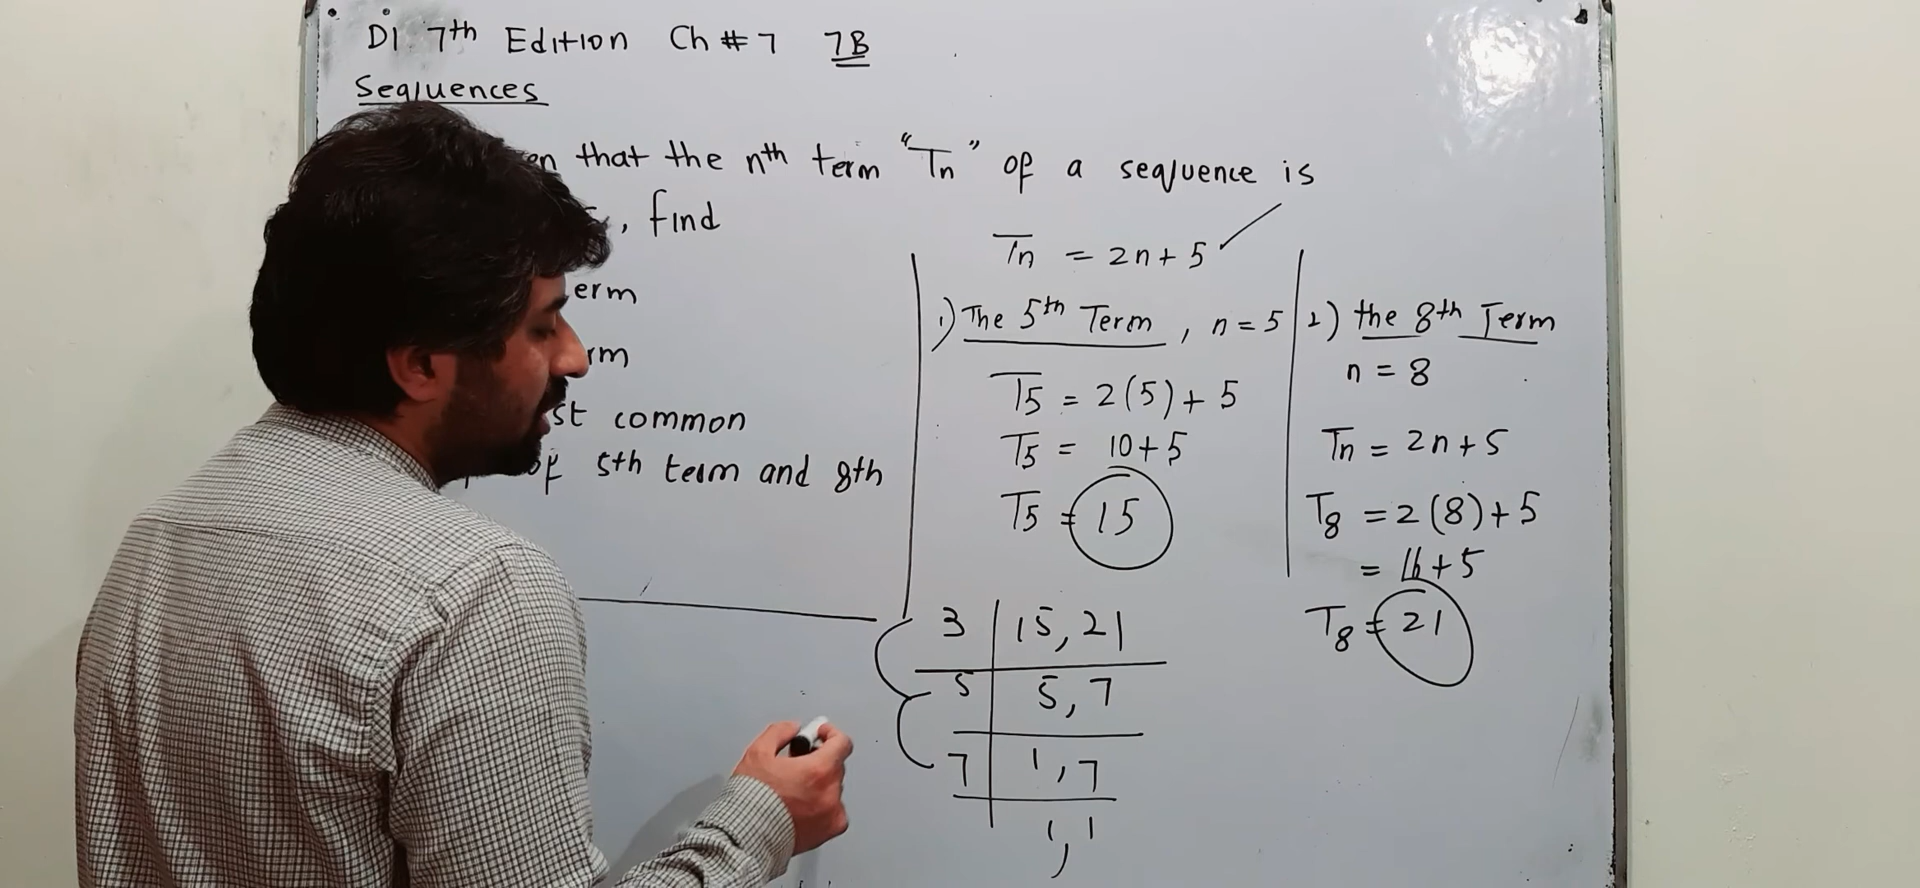 D1 7th Edition Ch # 7 7B
Sequences
that the nth term "Tn" of a sequence is
, find
Tn = 2n + 5
erm
rm
st common
of 5th term and 8th
1) The 5th Term, n = 5
T5 = 2(5) + 5
T5 = 10 + 5
T5 = 15
2) the 8th Term
n = 8
Tn = 2n + 5
T8 = 2(8) + 5
= 16 + 5
T8 = 21
3 | 15, 21
5 | 5, 7
7 | 1, 7
1, 1